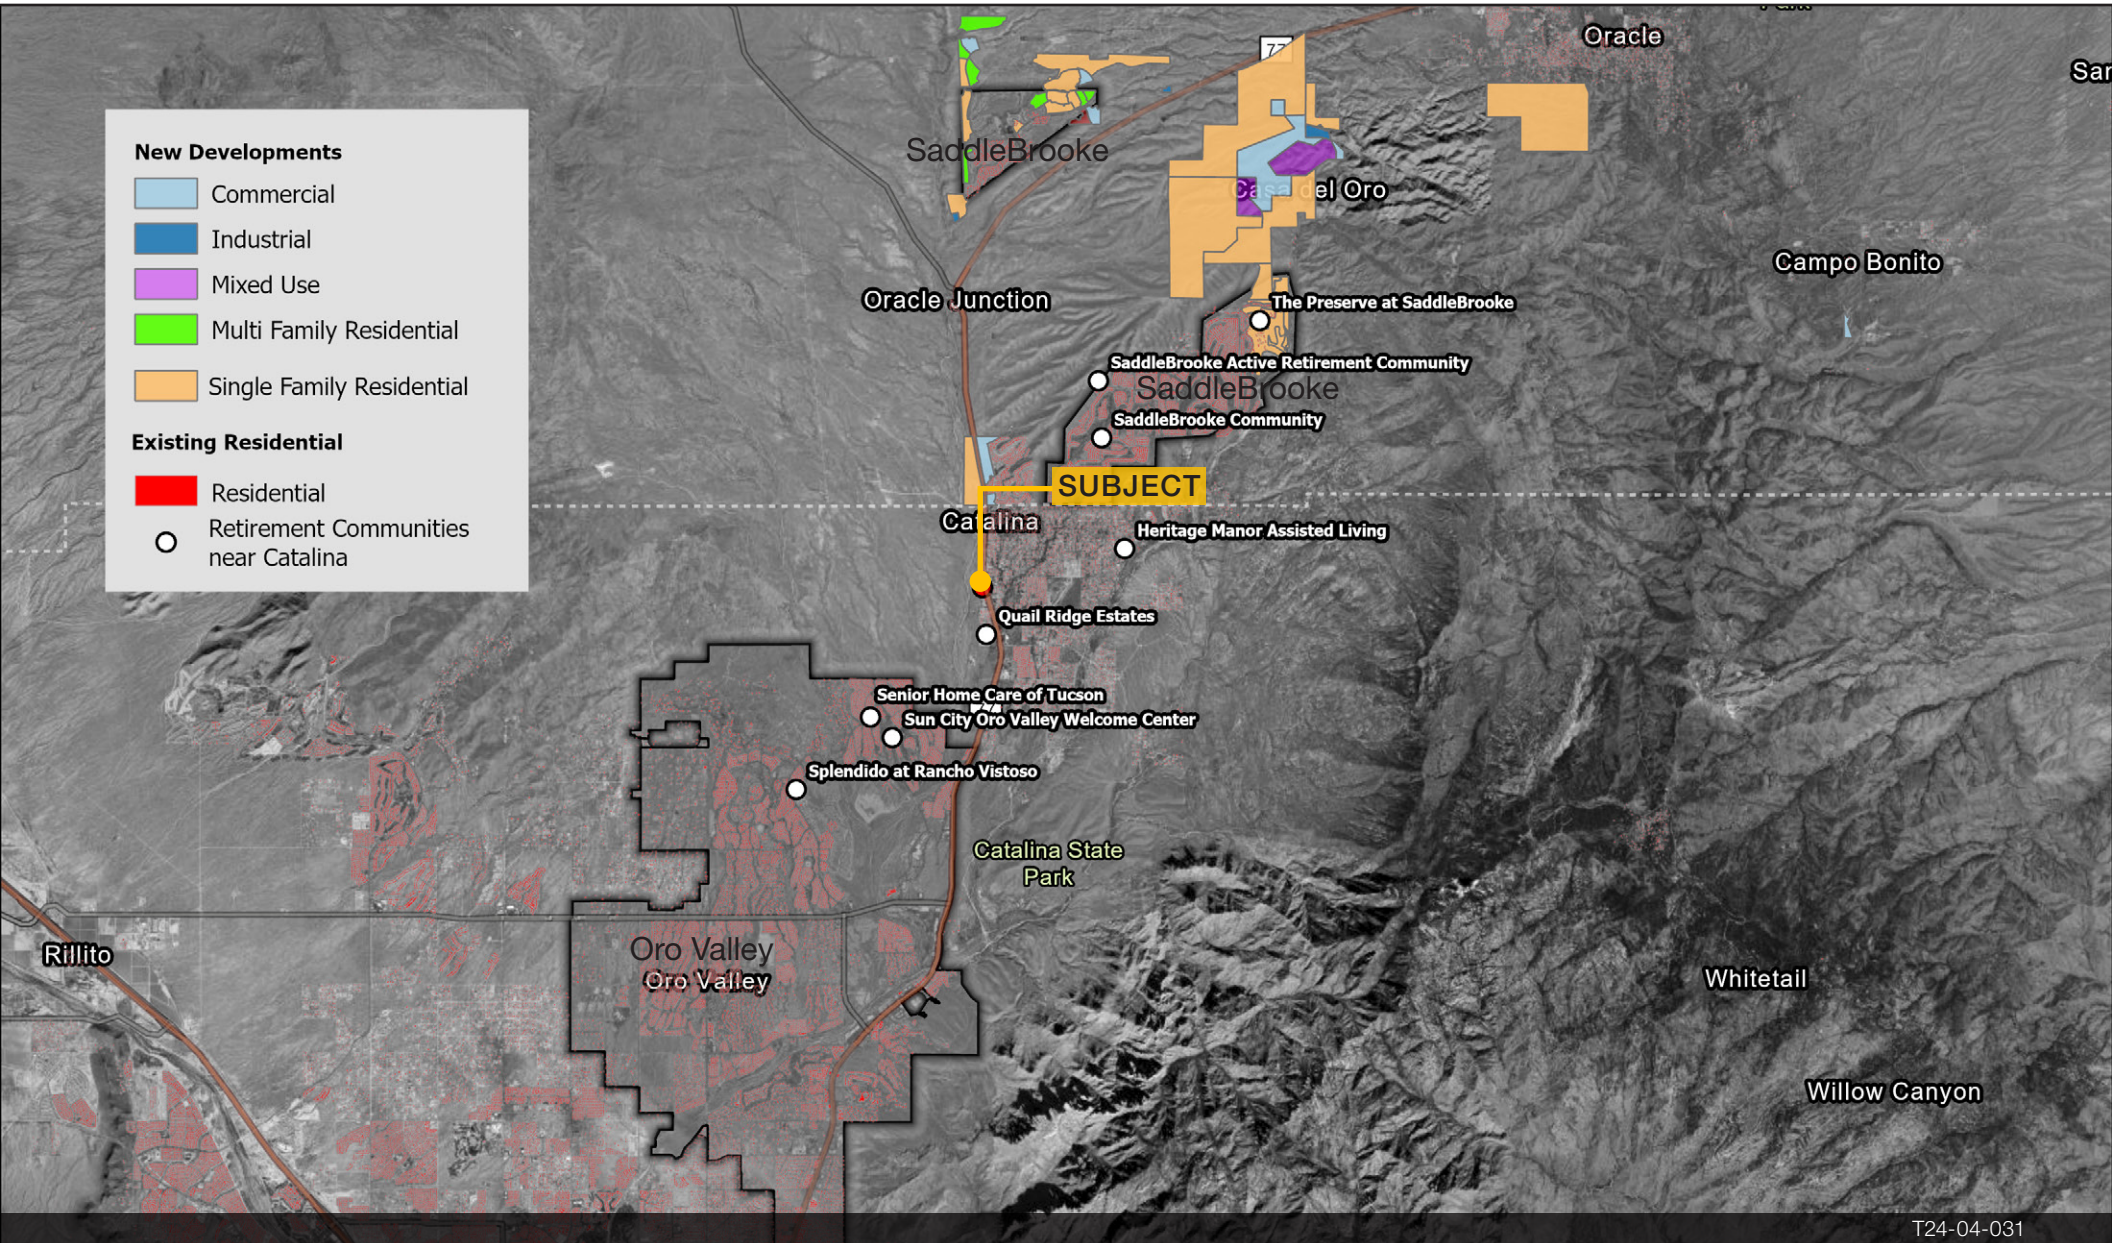 Oracle
77
New Developments
Commercial
Industrial
Mixed Use
Multi Family Residential
Single Family Residential
Existing Residential
Residential
Retirement Communities
near Catalina
SaddleBrooke
Casa del Oro
Campo Bonito
Oracle Junction
The Preserve at SaddleBrooke
SaddleBrooke Active Retirement Community
SaddleBrooke
SaddleBrooke Community
SUBJECT
Catalina
Heritage Manor Assisted Living
Quail Ridge Estates
Senior Home Care of Tucson
Sun City Oro Valley Welcome Center
Splendido at Rancho Vistoso
Catalina State
Park
Rillito
Oro Valley
Oro Valley
Whitetail
Willow Canyon
T24-04-031